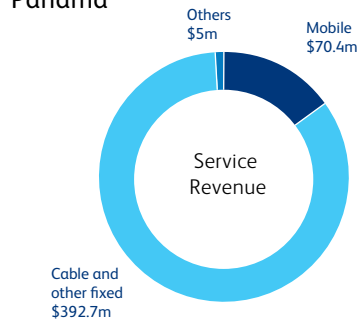 Panama
Others
$5m
Mobile
$70.4m
Service
Revenue
Cable and
other fixed
$392.7m